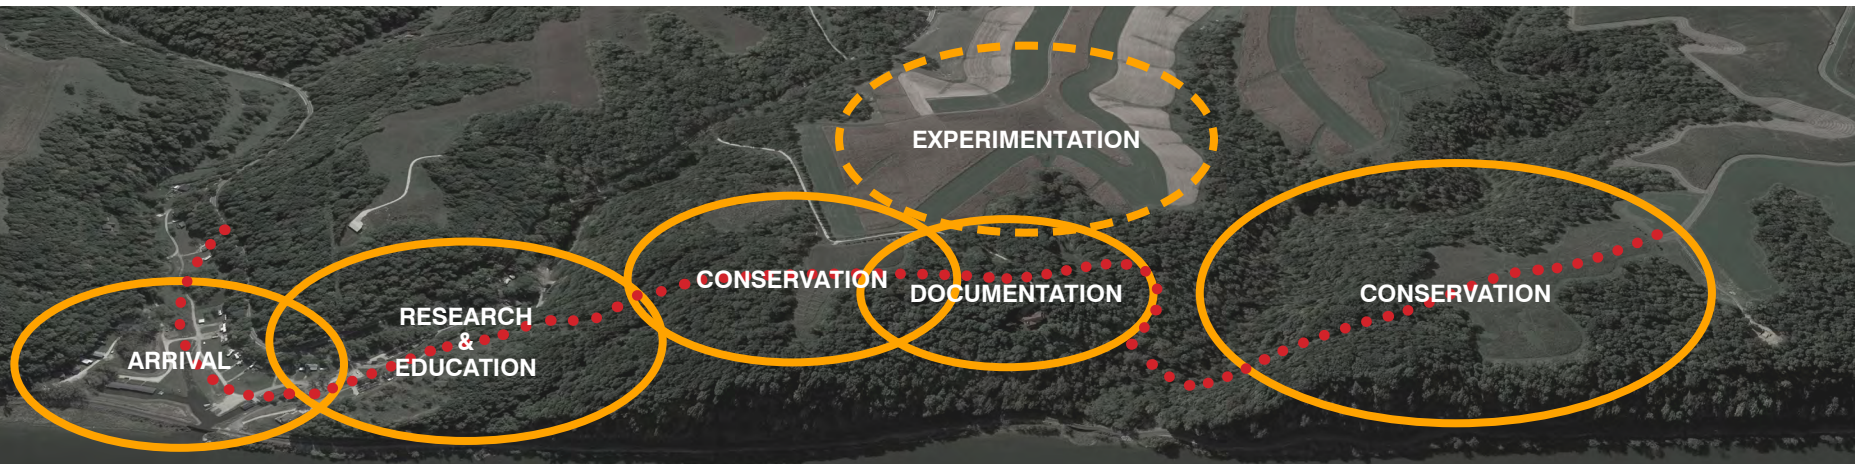 EXPERIMENTATION
ARRIVAL
RESEARCH
&
EDUCATION
CONSERVATION
DOCUMENTATION
CONSERVATION